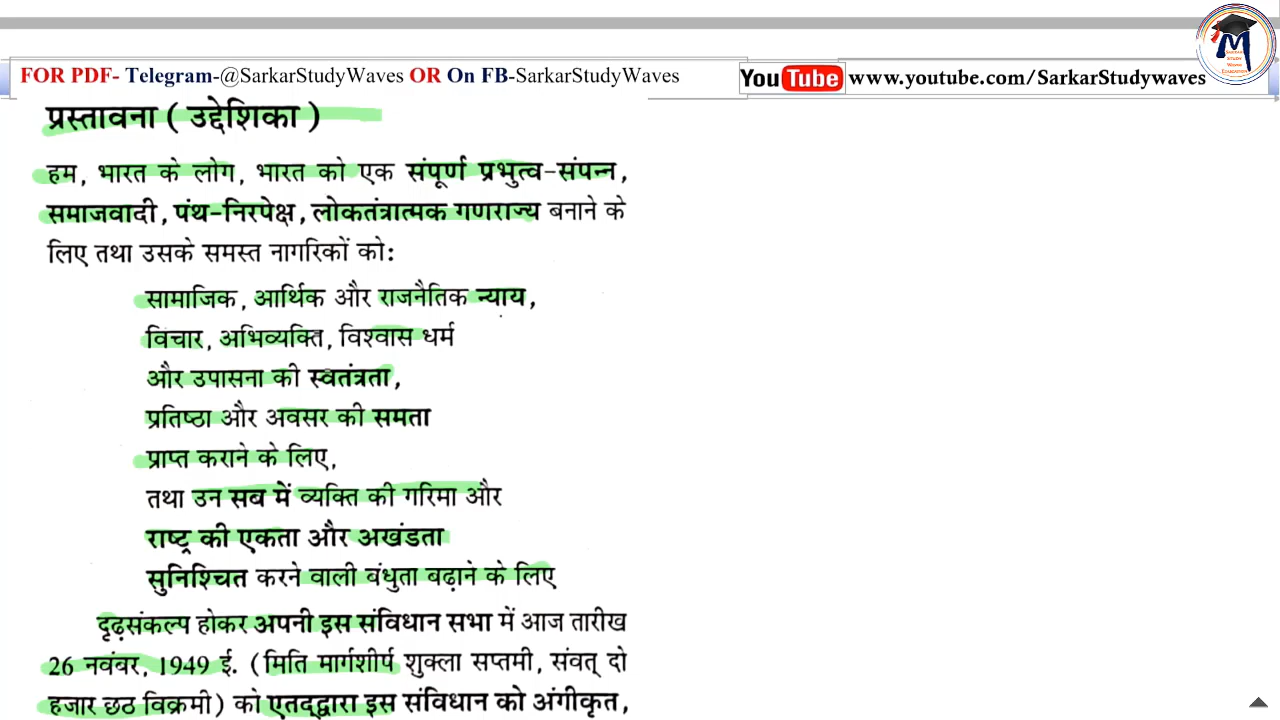 FOR PDF- Telegram-@SarkarStudyWaves OR On FB-SarkarStudyWaves
YouTube www.youtube.com/SarkarStudywaves
M
SARKAR
STUDY
WAVES
EDUCATION
प्रस्तावना ( उद्देशिका )
हम, भारत के लोग, भारत को एक संपूर्ण प्रभुत्व-संपन्न,
समाजवादी, पंथ-निरपेक्ष, लोकतंत्रात्मक गणराज्य बनाने के
लिए तथा उसके समस्त नागरिकों को:
सामाजिक, आर्थिक और राजनैतिक न्याय,
विचार, अभिव्यक्ति, विश्वास धर्म
और उपासना की स्वतंत्रता,
प्रतिष्ठा और अवसर की समता
प्राप्त कराने के लिए,
तथा उन सब में व्यक्ति की गरिमा और
राष्ट्र की एकता और अखंडता
सुनिश्चित करने वाली बंधुता बढ़ाने के लिए
दृढ़संकल्प होकर अपनी इस संविधान सभा में आज तारीख
26 नवंबर, 1949 ई. (मिति मार्गशीर्ष शुक्ला सप्तमी, संवत् दो
हजार छठ विक्रमी) को एतद्द्वारा इस संविधान को अंगीकृत,